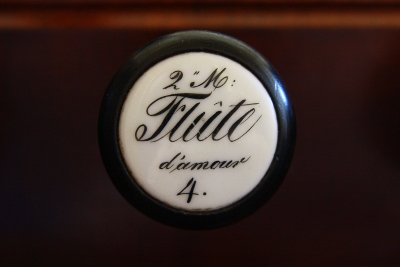 2" M:
Flûte
d'amour
4.